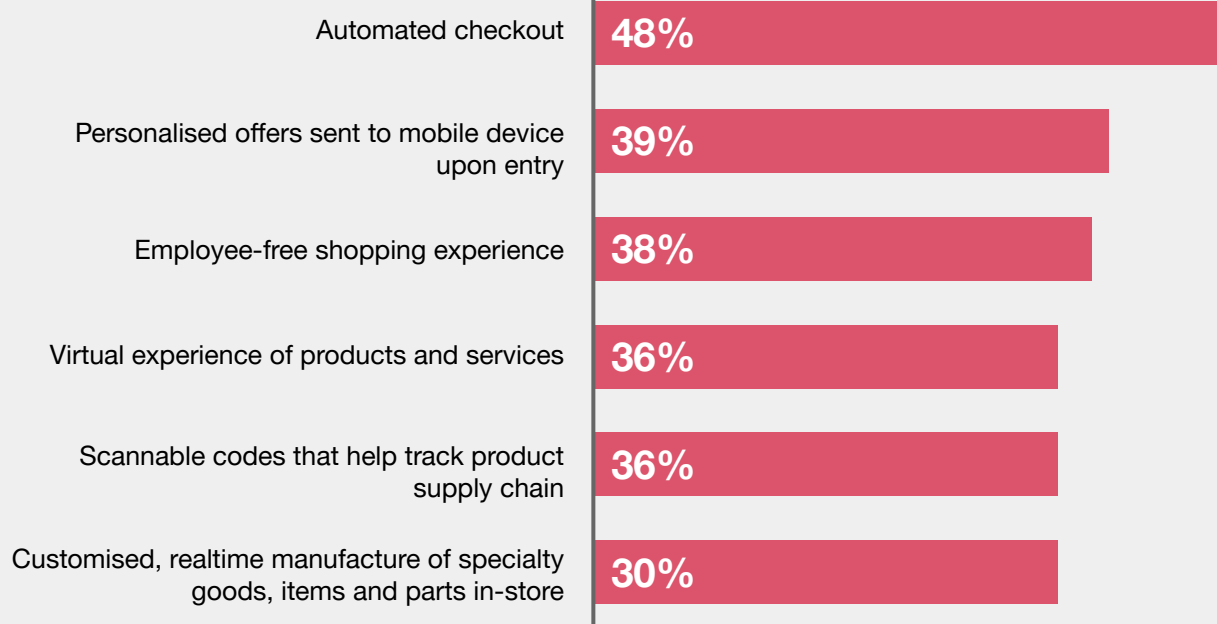 Automated checkout 48%
Personalised offers sent to mobile device
upon entry 39%
Employee-free shopping experience 38%
Virtual experience of products and services 36%
Scannable codes that help track product
supply chain 36%
Customised, realtime manufacture of specialty
goods, items and parts in-store 30%